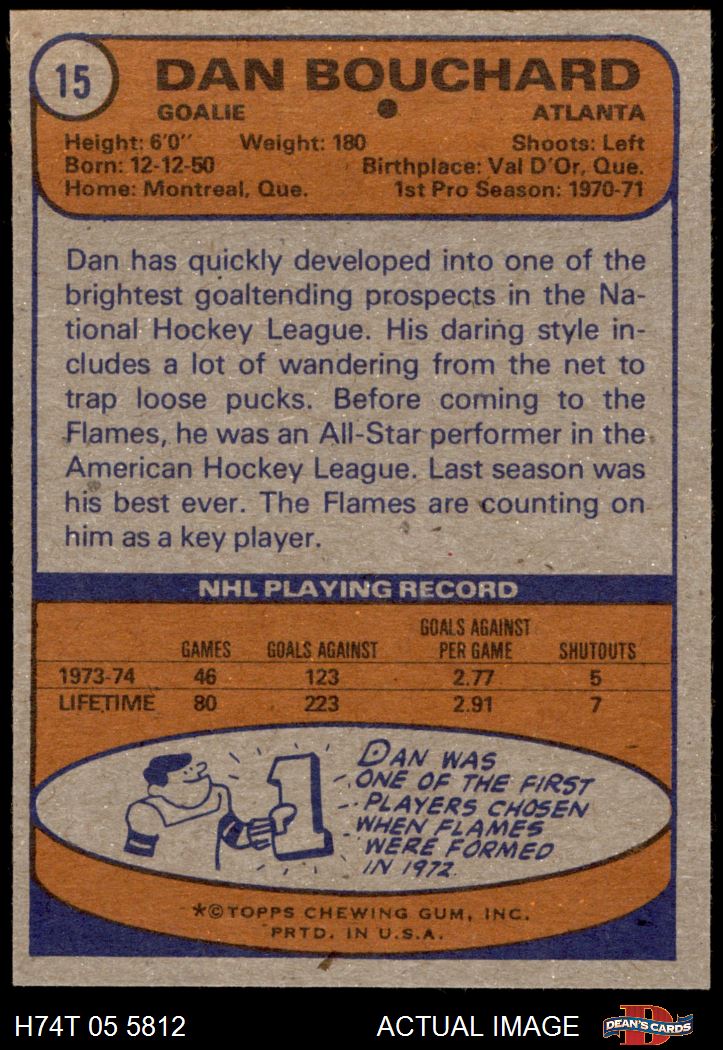 15
DAN BOUCHARD
GOALIE ATLANTA
Height: 6'0" Weight: 180 Shoots: Left
Born: 12-12-50 Birthplace: Val D'Or, Que.
Home: Montreal, Que. 1st Pro Season: 1970-71
Dan has quickly developed into one of the
brightest goaltending prospects in the Na-
tional Hockey League. His daring style in-
cludes a lot of wandering from the net to
trap loose pucks. Before coming to the
Flames, he was an All-Star performer in the
American Hockey League. Last season was
his best ever. The Flames are counting on
him as a key player.
NHL PLAYING RECORD
GAMES GOALS AGAINST GOALS AGAINST PER GAME SHUTOUTS
1973-74 46 123 2.77 5
LIFETIME 80 223 2.91 7
1
DAN WAS
ONE OF THE FIRST
PLAYERS CHOSEN
WHEN FLAMES
WERE FORMED
IN 1972.
*©TOPPS CHEWING GUM, INC.
PRTD. IN U.S.A.
H74T 05 5812 ACTUAL IMAGE D DEAN'S CARDS